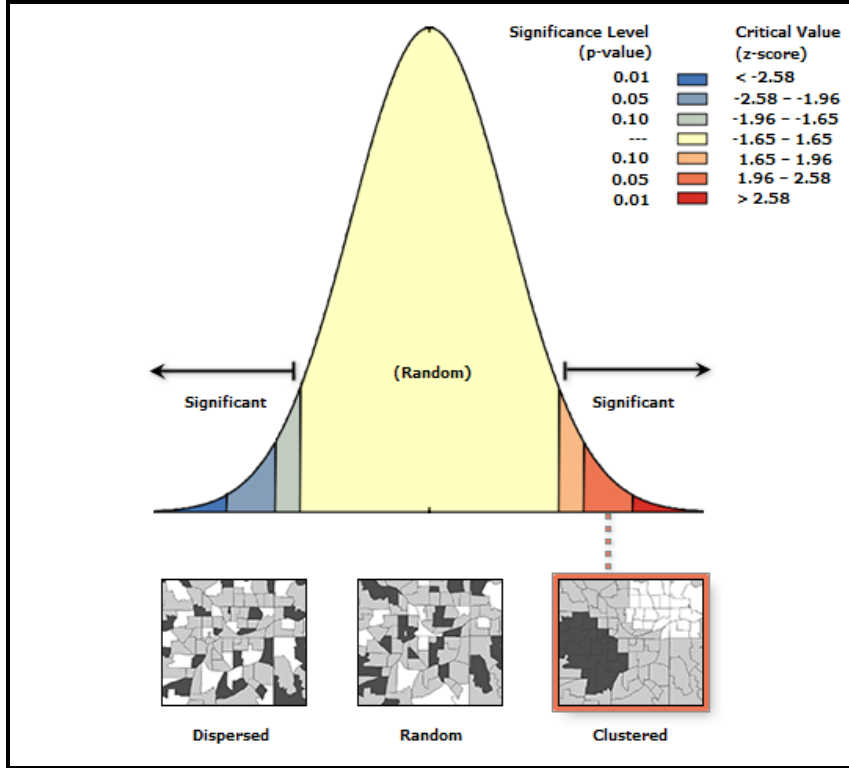 Significance Level Critical Value
(p-value) (z-score)
0.01 < -2.58
0.05 -2.58 – -1.96
0.10 -1.96 – -1.65
--- -1.65 – 1.65
0.10 1.65 – 1.96
0.05 1.96 – 2.58
0.01 > 2.58
(Random)
Significant Significant
Dispersed Random Clustered